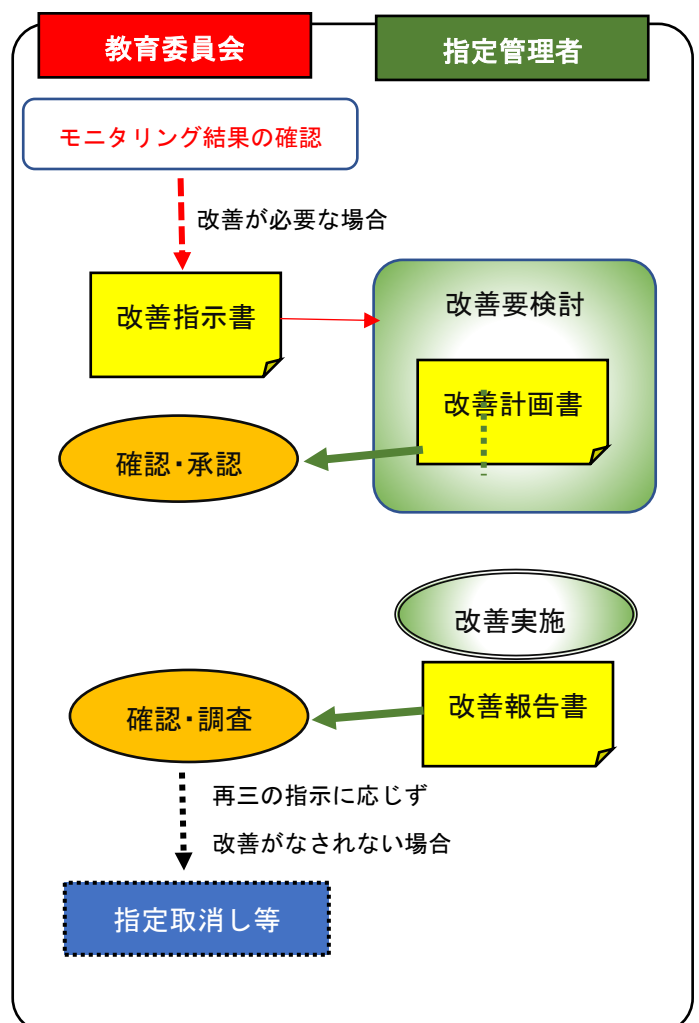 教育委員会
指定管理者
モニタリング結果の確認
改善が必要な場合
改善指示書
改善要検討
改善計画書
確認・承認
改善実施
改善報告書
確認・調査
再三の指示に応じず
改善がなされない場合
指定取消し等